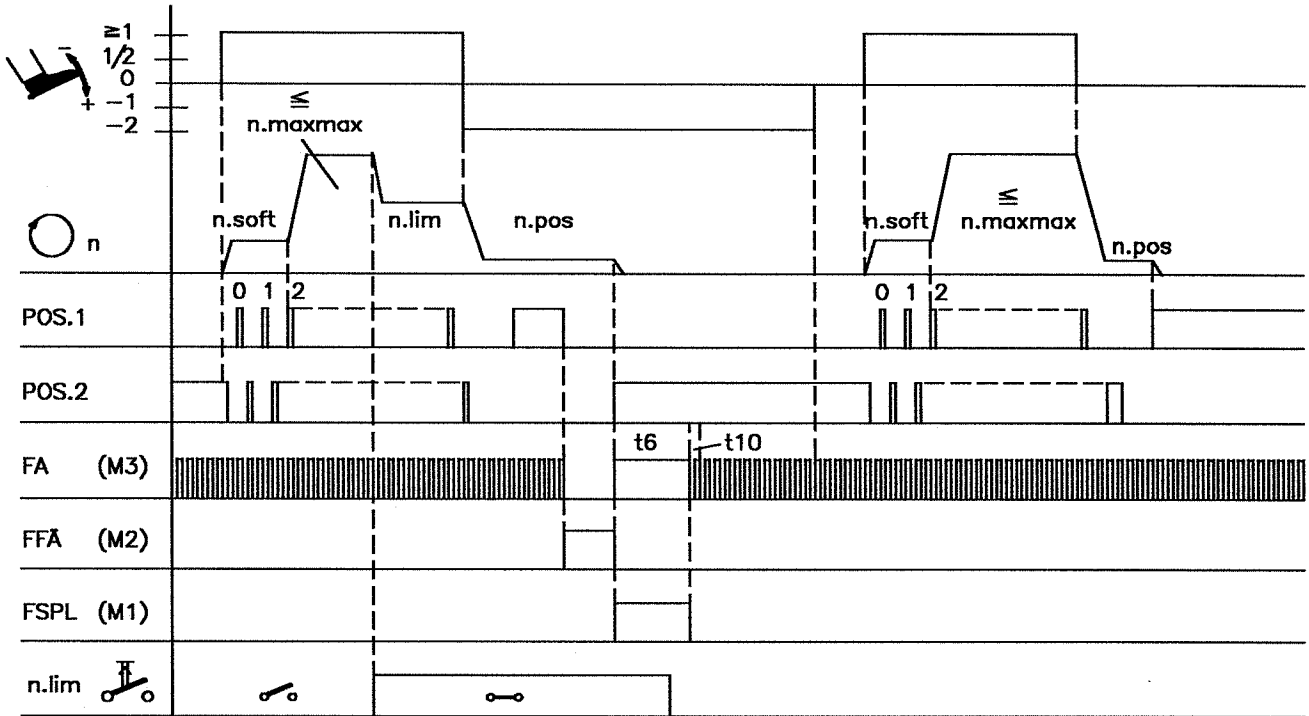 ≧1
1/2
0
−1
−2
−
+
≦
n.maxmax
n.soft
n.lim
n.pos
n.soft
≦
n.maxmax
n.pos
n
0 1 2
0 1 2
POS.1
POS.2
t6
t10
FA (M3)
FFÄ (M2)
FSPL (M1)
n.lim